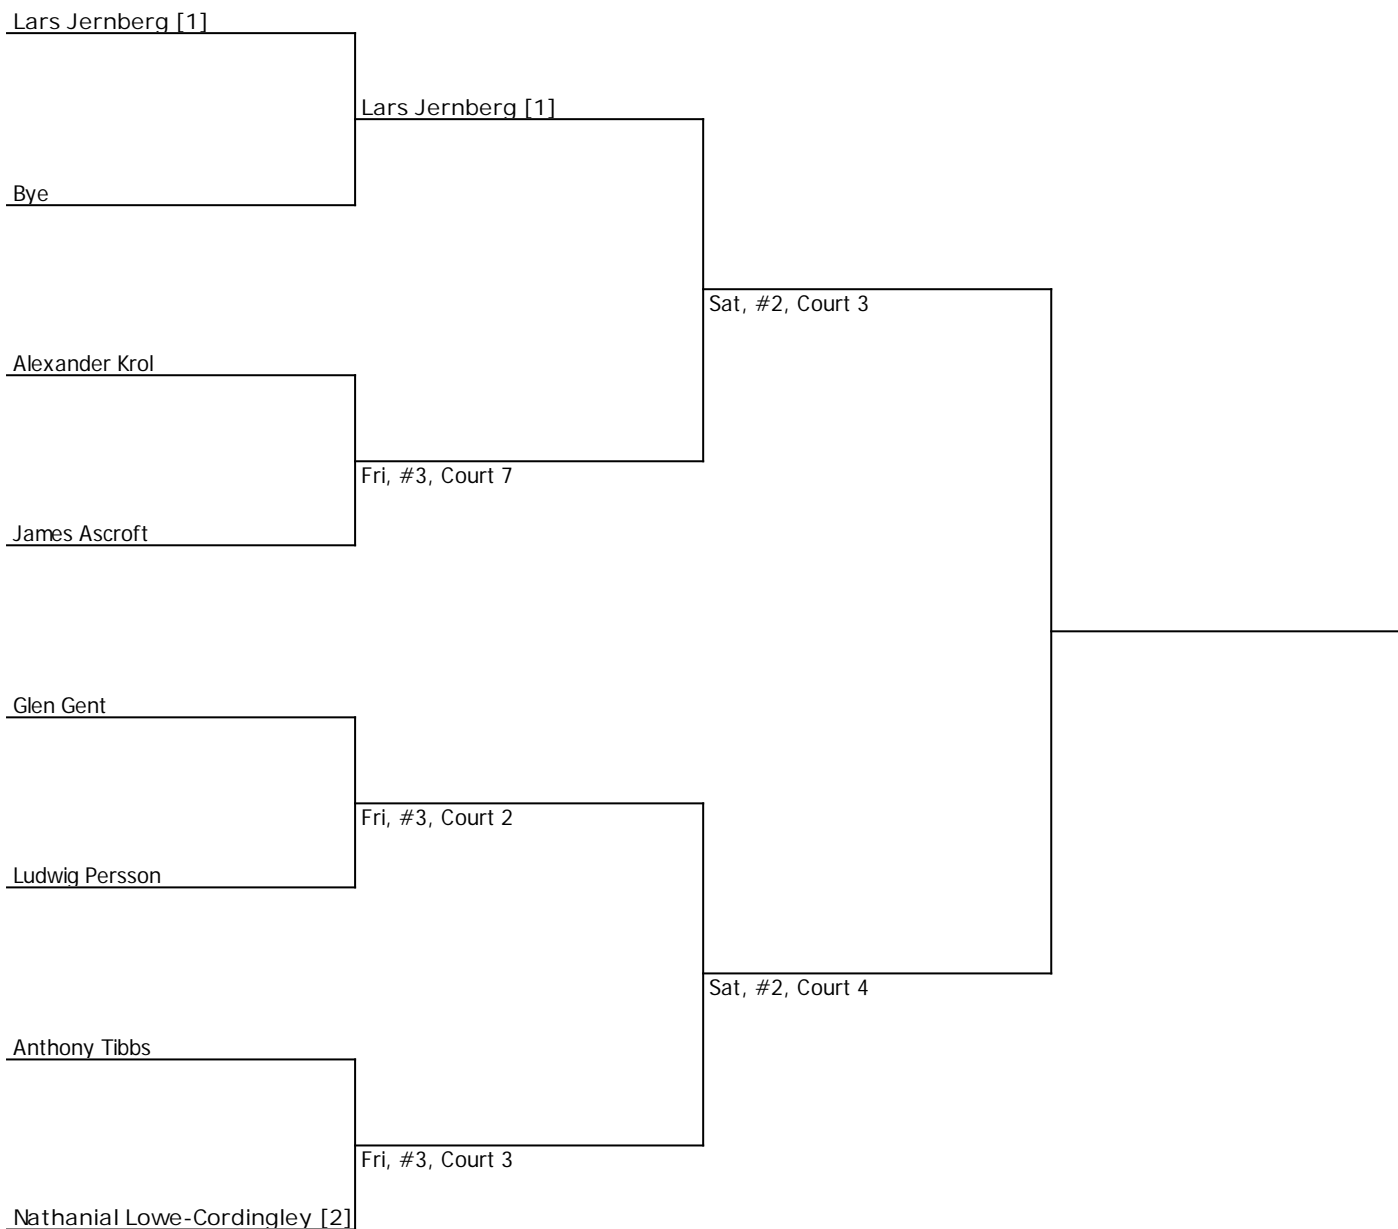 Lars Jernberg [1]
Lars Jernberg [1]
Bye
Sat, #2, Court 3
Alexander Krol
Fri, #3, Court 7
James Ascroft
Glen Gent
Fri, #3, Court 2
Ludwig Persson
Sat, #2, Court 4
Anthony Tibbs
Fri, #3, Court 3
Nathanial Lowe-Cordingley [2]